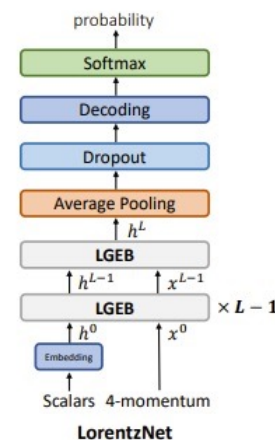 probability
Softmax
Decoding
Dropout
Average Pooling
h^L
LGEB
h^{L-1} x^{L-1}
LGEB × L − 1
h^0 x^0
Embedding
Scalars 4-momentum
LorentzNet